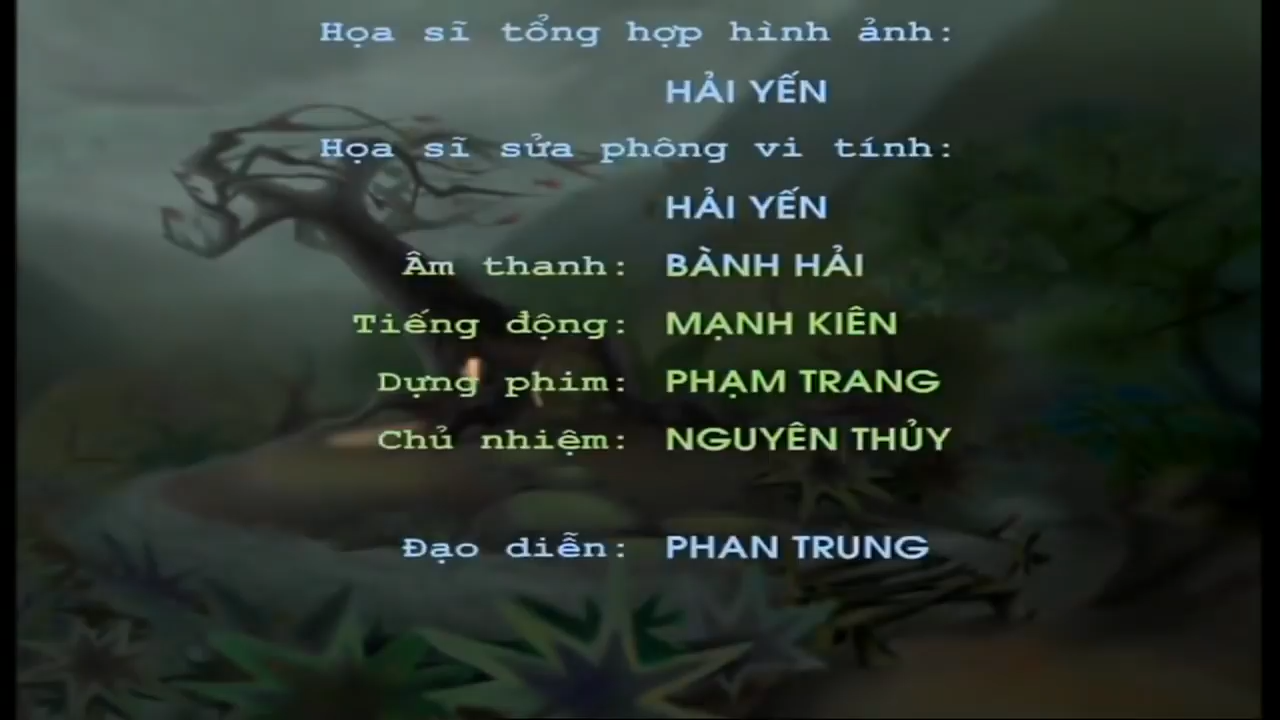 Họa sĩ tổng hợp hình ảnh:
HẢI YẾN
Họa sĩ sửa phông vi tính:
HẢI YẾN
Âm thanh: BÀNH HẢI
Tiếng động: MẠNH KIÊN
Dựng phim: PHẠM TRANG
Chủ nhiệm: NGUYÊN THỦY
Đạo diễn: PHAN TRUNG